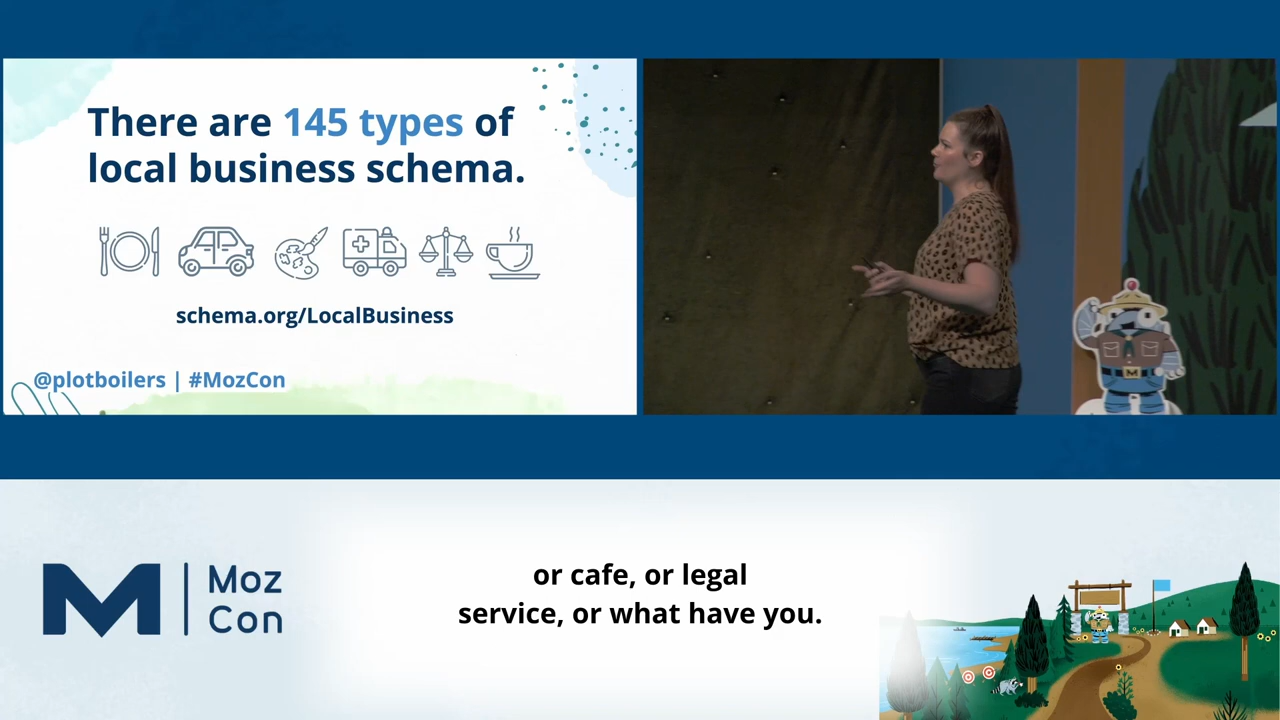 There are 145 types of
local business schema.
schema.org/LocalBusiness
@plotboilers | #MozCon
M
M
Moz
Con
or cafe, or legal
service, or what have you.